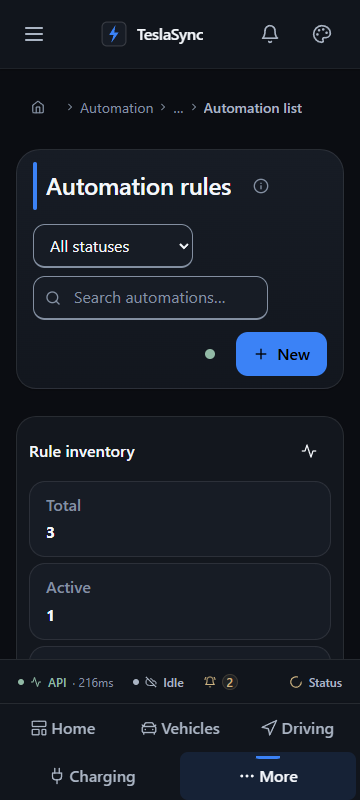 TeslaSync
Automation > ... > Automation list
Automation rules
All statuses
Search automations...
New
Rule inventory
Total
3
Active
1
API · 216ms Idle 2 Status
Home Vehicles Driving
Charging More